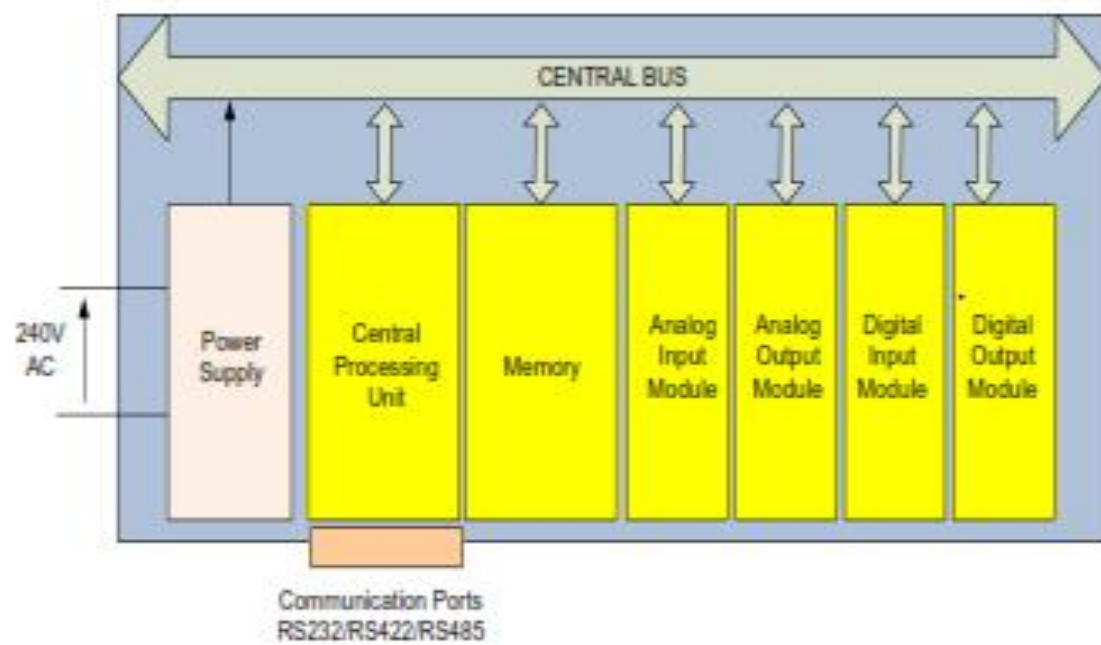 CENTRAL BUS
240V
AC
Power
Supply
Central
Processing
Unit
Memory
Analog
Input
Module
Analog
Output
Module
Digital
Input
Module
Digital
Output
Module
Communication Ports
RS232/RS422/RS485